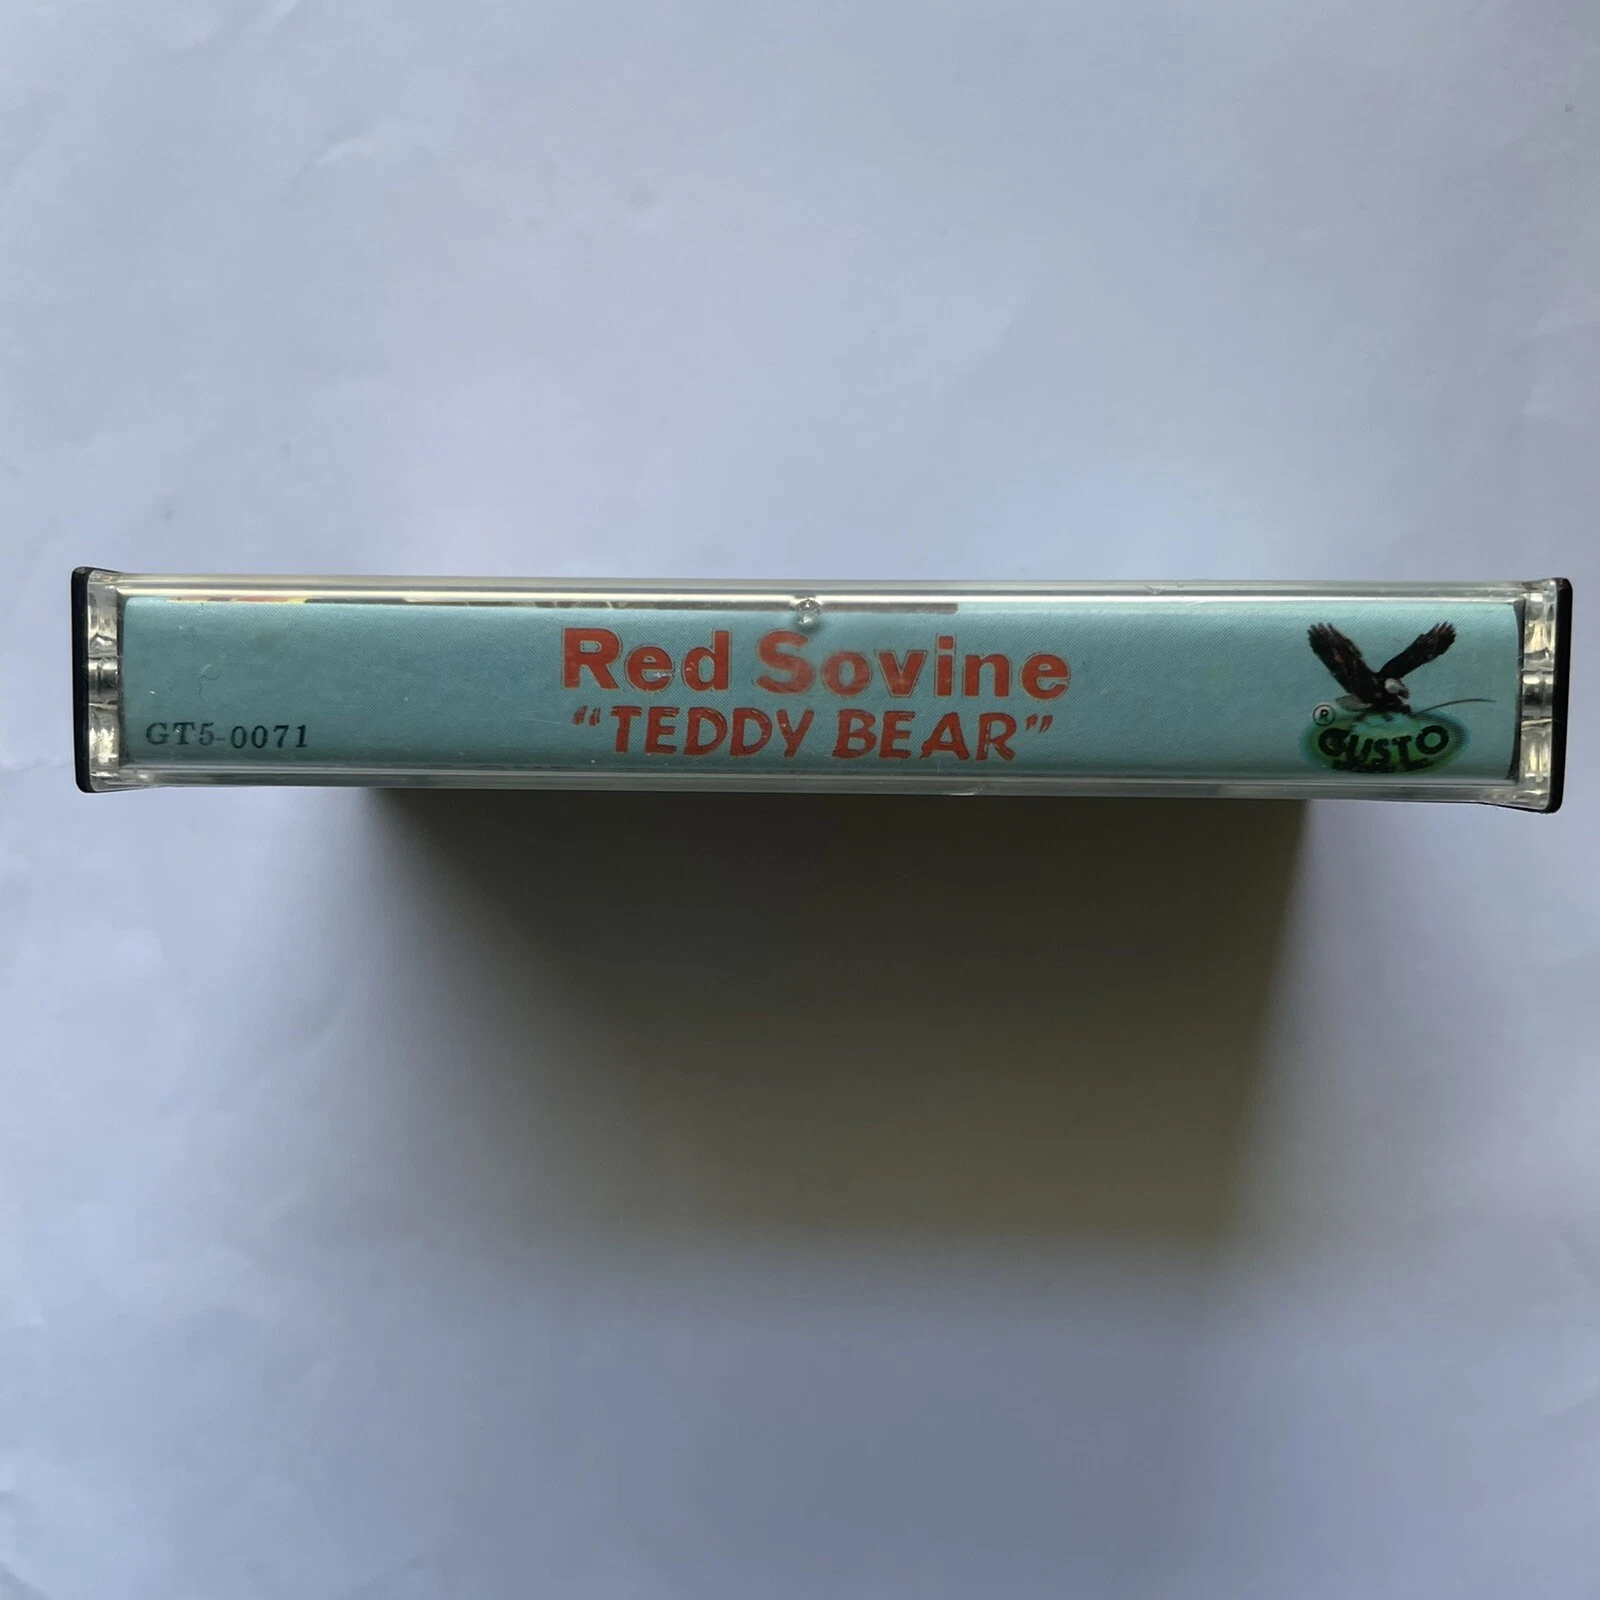 Red Sovine
"TEDDY BEAR"
GT5-0071
®
GUSTO